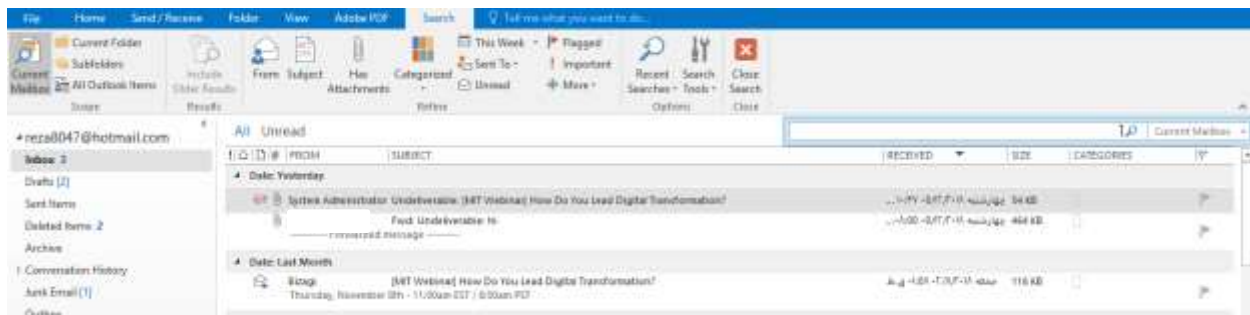 File Home Send / Receive Folder View Adobe PDF Search Tell me what you want to do...
Current Mailbox
Current Folder
Subfolders
All Outlook Items
Include Older Results
From
Subject
Has Attachments
Categorized
This Week
Sent To
Unread
Flagged
Important
More
Recent Searches
Search Tools
Close Search
Scope Results Refine Options Close
reza8047@hotmail.com
Inbox 3
Drafts [2]
Sent Items
Deleted Items 2
Archive
Conversation History
Junk Email [1]
Outbox
All Unread
Current Mailbox
FROM SUBJECT RECEIVED SIZE CATEGORIES
Date: Yesterday
System Administrator Undeliverable: [MIT Webinar] How Do You Lead Digital Transformation? چهارشنبه 54 KB
Fwd: Undeliverable: Hi چهارشنبه 464 KB
---------- Forwarded message ----------
Date: Last Month
Bizagi [MIT Webinar] How Do You Lead Digital Transformation? جمعه 116 KB
Thursday, November 8th - 11:00am EST / 8:00am PST